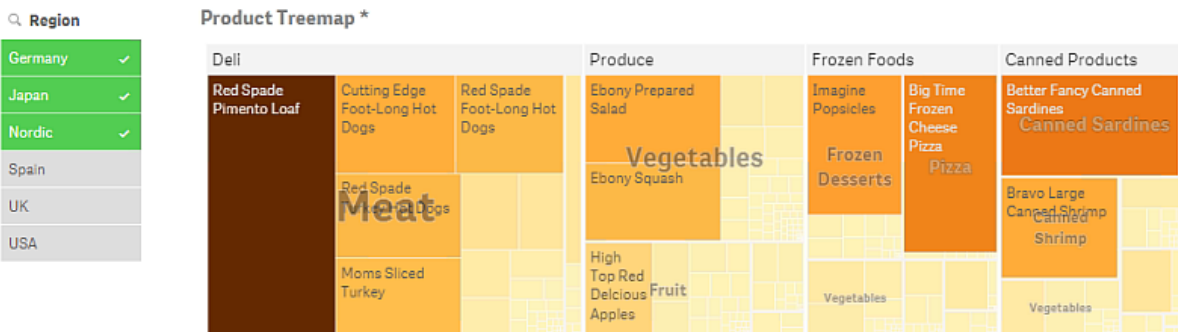 Region
Germany
Japan
Nordic
Spain
UK
USA
Product Treemap *
Deli
Red Spade
Pimento Loaf
Cutting Edge
Foot-Long Hot
Dogs
Red Spade
Foot-Long Hot
Dogs
Red Spade
Turkey Hot Dogs
Meat
Moms Sliced
Turkey
Produce
Ebony Prepared
Salad
Vegetables
Ebony Squash
High
Top Red
Delcious
Apples
Fruit
Frozen Foods
Imagine
Popsicles
Frozen
Desserts
Big Time
Frozen
Cheese
Pizza
Pizza
Vegetables
Canned Products
Better Fancy Canned
Sardines
Canned Sardines
Bravo Large
Canned Shrimp
Canned
Shrimp
Vegetables